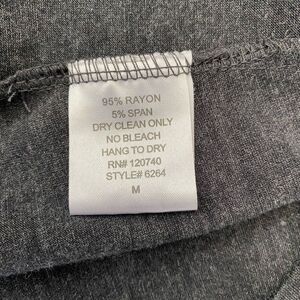 95% RAYON
5% SPAN
DRY CLEAN ONLY
NO BLEACH
HANG TO DRY
RN# 120740
STYLE# 6264
M